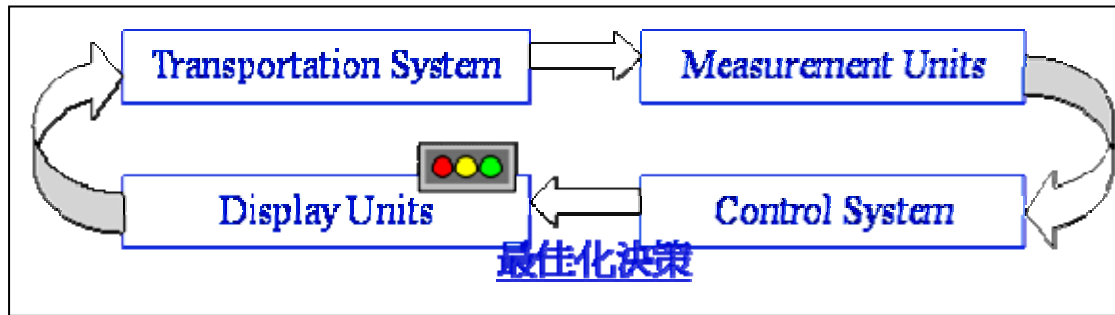 Transportation System
Measurement Units
Display Units
Control System
最佳化決策